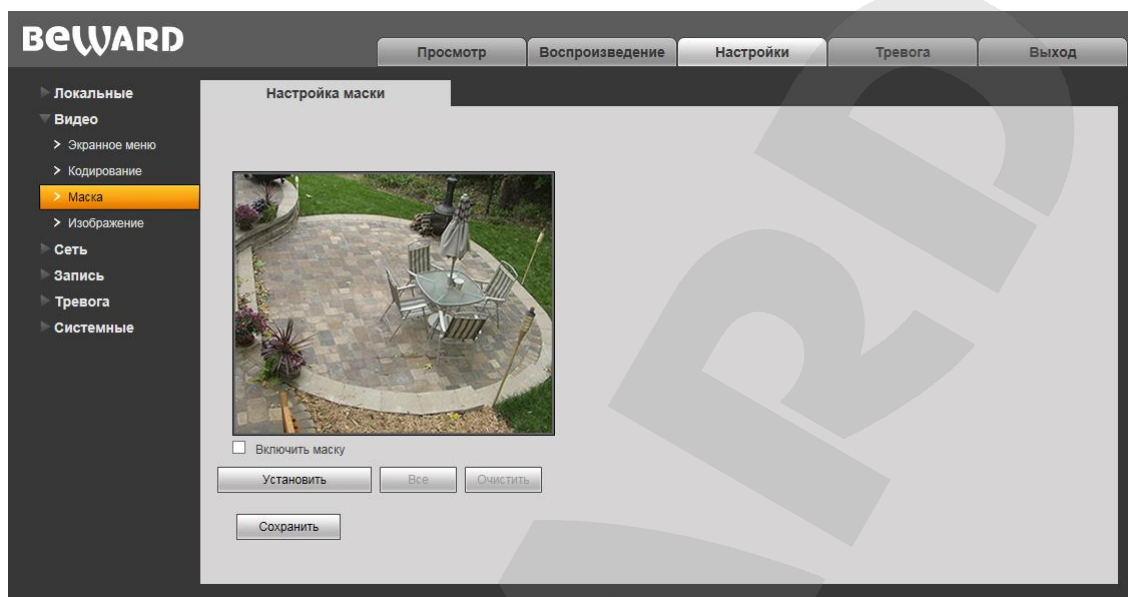 BEWARD
Просмотр
Воспроизведение
Настройки
Тревога
Выход
Локальные
Видео
> Экранное меню
> Кодирование
> Маска
> Изображение
Сеть
Запись
Тревога
Системные
Настройка маски
Включить маску
Установить
Все
Очистить
Сохранить